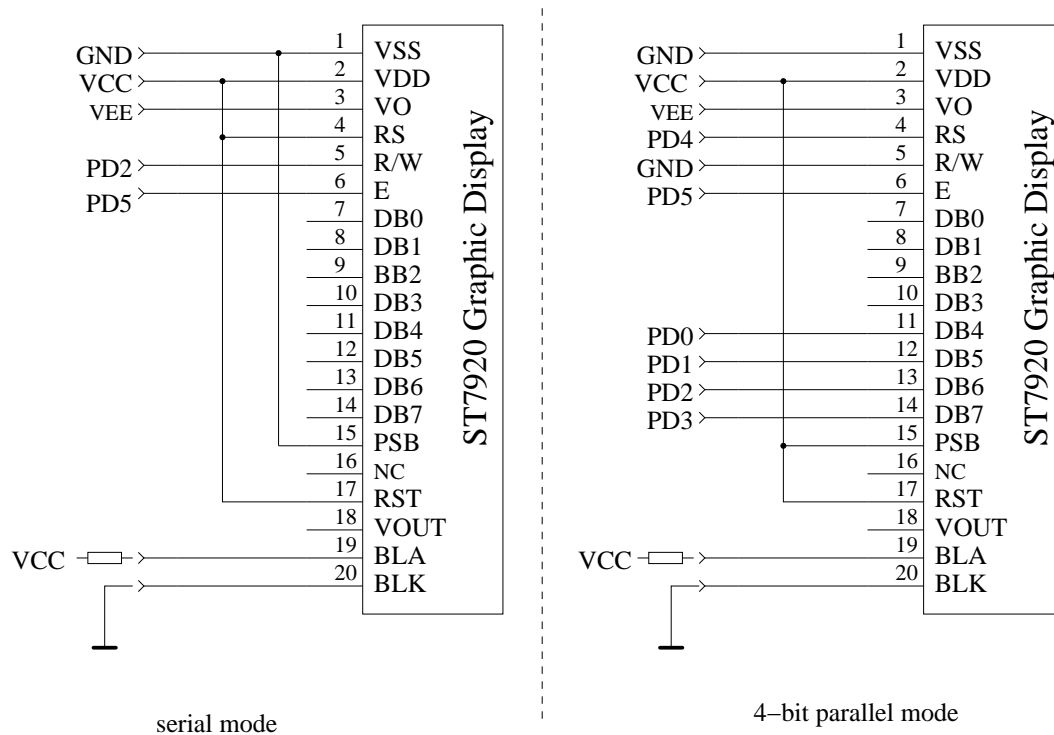 GND 1 VSS
VCC 2 VDD
VEE 3 VO
4 RS
PD2 5 R/W
PD5 6 E
7 DB0
8 DB1
9 BB2
10 DB3
11 DB4
12 DB5
13 DB6
14 DB7
15 PSB
16 NC
17 RST
18 VOUT
VCC 19 BLA
20 BLK
ST7920 Graphic Display
serial mode
GND 1 VSS
VCC 2 VDD
VEE 3 VO
PD4 4 RS
GND 5 R/W
PD5 6 E
7 DB0
8 DB1
9 BB2
10 DB3
PD0 11 DB4
PD1 12 DB5
PD2 13 DB6
PD3 14 DB7
15 PSB
16 NC
17 RST
18 VOUT
VCC 19 BLA
20 BLK
ST7920 Graphic Display
4−bit parallel mode